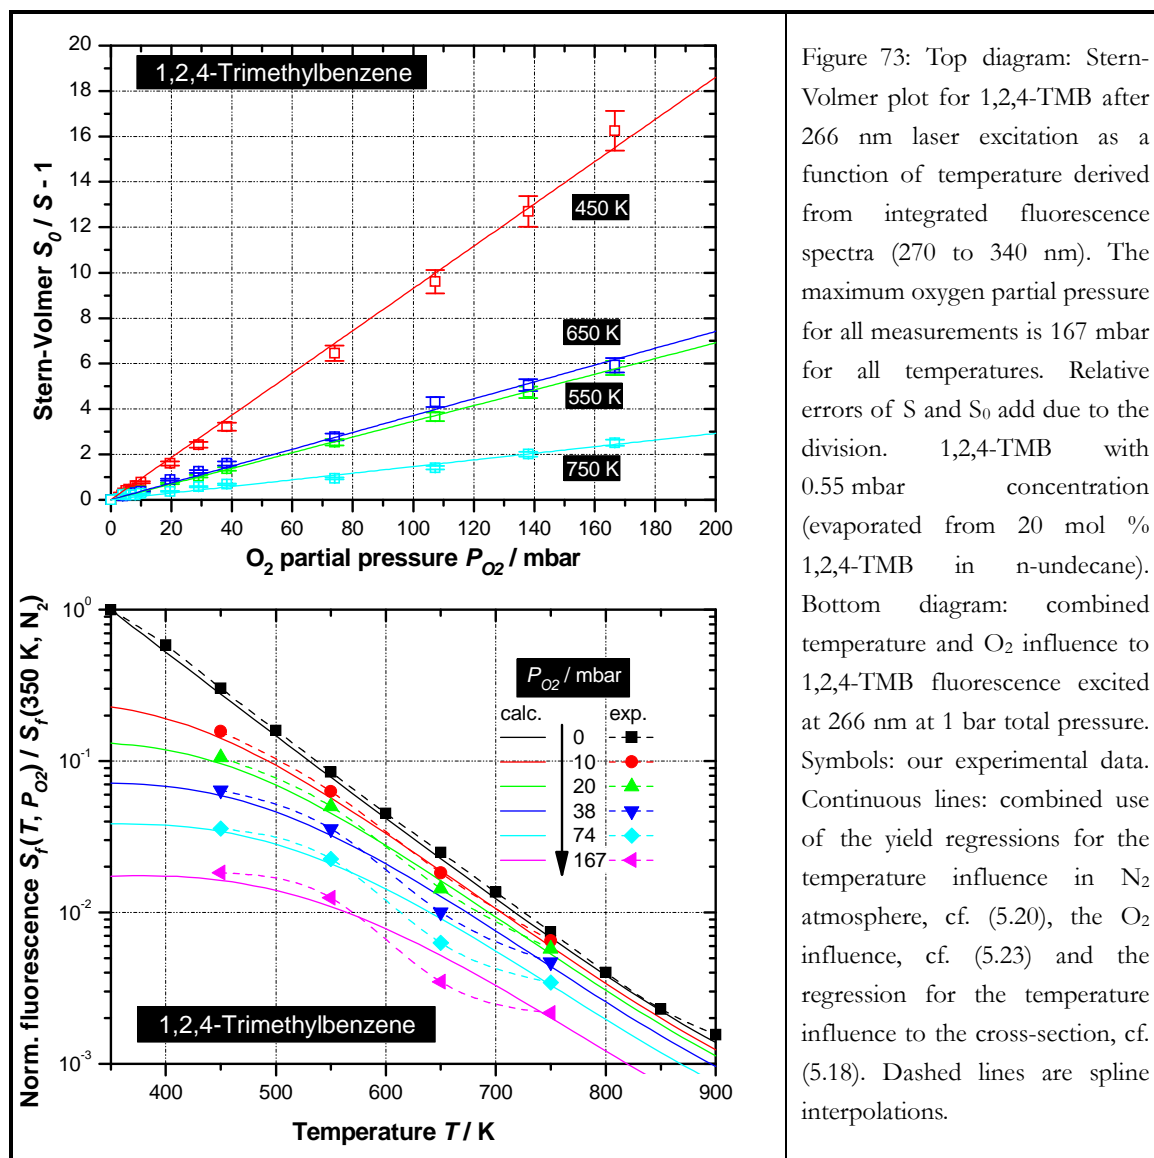 1,2,4-Trimethylbenzene
Stern-Volmer S0 / S - 1
20
18
16
14
12
10
8
6
4
2
0
450 K
650 K
550 K
750 K
0 20 40 60 80 100 120 140 160 180 200
O2 partial pressure PO2 / mbar
Norm. fluorescence Sf(T, PO2) / Sf(350 K, N2)
10^0
10^-1
10^-2
10^-3
PO2 / mbar
calc. exp.
0
10
20
38
74
167
1,2,4-Trimethylbenzene
400 500 600 700 800 900
Temperature T / K
Figure 73: Top diagram: Stern-
Volmer plot for 1,2,4-TMB after
266 nm laser excitation as a
function of temperature derived
from integrated fluorescence
spectra (270 to 340 nm). The
maximum oxygen partial pressure
for all measurements is 167 mbar
for all temperatures. Relative
errors of S and S0 add due to the
division. 1,2,4-TMB with
0.55 mbar concentration
(evaporated from 20 mol %
1,2,4-TMB in n-undecane).
Bottom diagram: combined
temperature and O2 influence to
1,2,4-TMB fluorescence excited
at 266 nm at 1 bar total pressure.
Symbols: our experimental data.
Continuous lines: combined use
of the yield regressions for the
temperature influence in N2
atmosphere, cf. (5.20), the O2
influence, cf. (5.23) and the
regression for the temperature
influence to the cross-section, cf.
(5.18). Dashed lines are spline
interpolations.